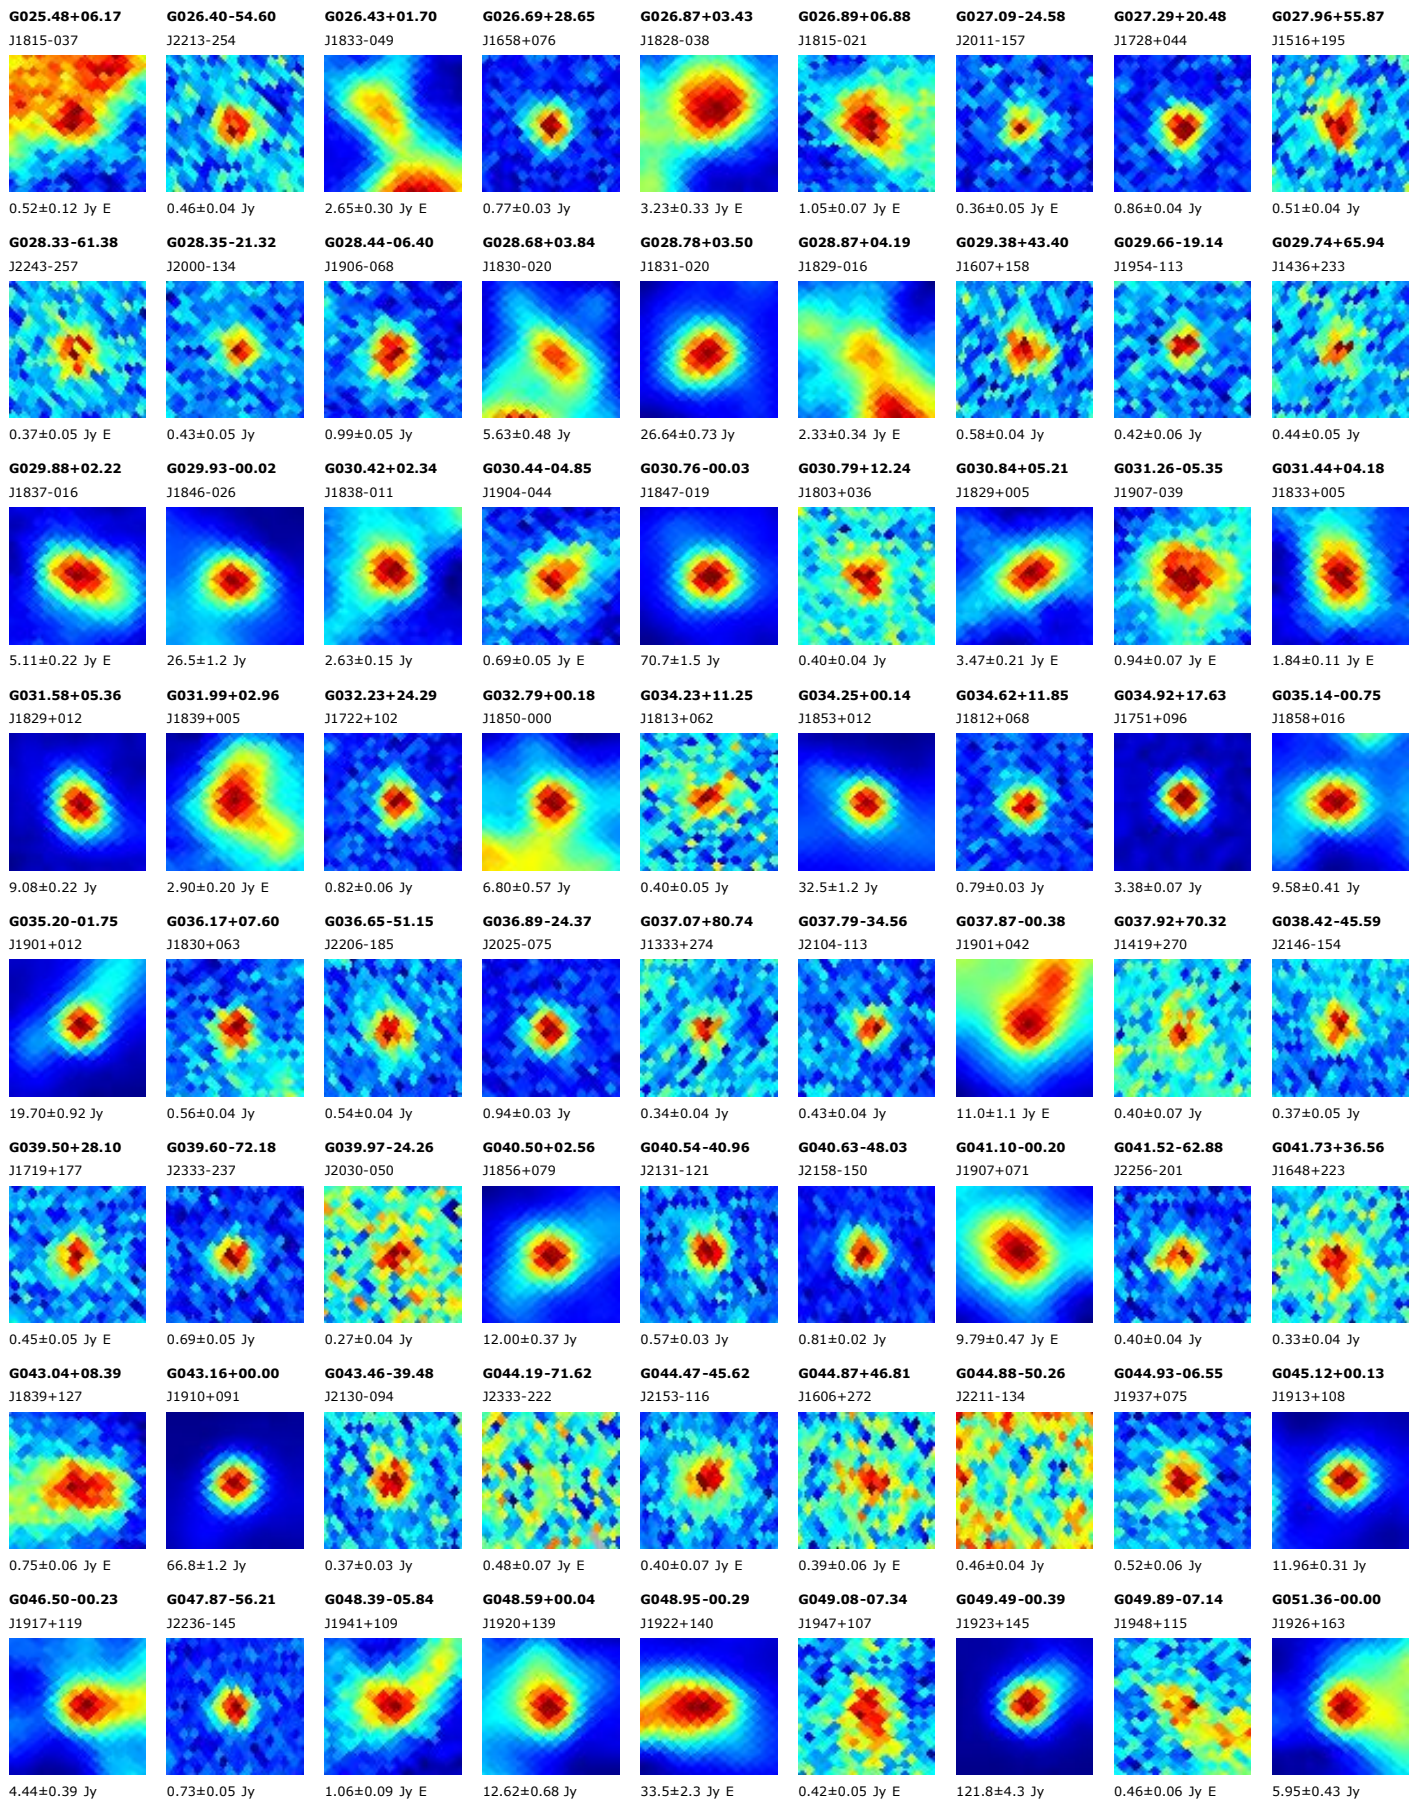 G025.48+06.17 G026.40-54.60 G026.43+01.70 G026.69+28.65 G026.87+03.43 G026.89+06.88 G027.09-24.58 G027.29+20.48 G027.96+55.87
J1815-037 J2213-254 J1833-049 J1658+076 J1828-038 J1815-021 J2011-157 J1728+044 J1516+195
0.52±0.12 Jy E 0.46±0.04 Jy 2.65±0.30 Jy E 0.77±0.03 Jy 3.23±0.33 Jy E 1.05±0.07 Jy E 0.36±0.05 Jy E 0.86±0.04 Jy 0.51±0.04 Jy
G028.33-61.38 G028.35-21.32 G028.44-06.40 G028.68+03.84 G028.78+03.50 G028.87+04.19 G029.38+43.40 G029.66-19.14 G029.74+65.94
J2243-257 J2000-134 J1906-068 J1830-020 J1831-020 J1829-016 J1607+158 J1954-113 J1436+233
0.37±0.05 Jy E 0.43±0.05 Jy 0.99±0.05 Jy 5.63±0.48 Jy 26.64±0.73 Jy 2.33±0.34 Jy E 0.58±0.04 Jy 0.42±0.06 Jy 0.44±0.05 Jy
G029.88+02.22 G029.93-00.02 G030.42+02.34 G030.44-04.85 G030.76-00.03 G030.79+12.24 G030.84+05.21 G031.26-05.35 G031.44+04.18
J1837-016 J1846-026 J1838-011 J1904-044 J1847-019 J1803+036 J1829+005 J1907-039 J1833+005
5.11±0.22 Jy E 26.5±1.2 Jy 2.63±0.15 Jy 0.69±0.05 Jy E 70.7±1.5 Jy 0.40±0.04 Jy 3.47±0.21 Jy E 0.94±0.07 Jy E 1.84±0.11 Jy E
G031.58+05.36 G031.99+02.96 G032.23+24.29 G032.79+00.18 G034.23+11.25 G034.25+00.14 G034.62+11.85 G034.92+17.63 G035.14-00.75
J1829+012 J1839+005 J1722+102 J1850-000 J1813+062 J1853+012 J1812+068 J1751+096 J1858+016
9.08±0.22 Jy 2.90±0.20 Jy E 0.82±0.06 Jy 6.80±0.57 Jy 0.40±0.05 Jy 32.5±1.2 Jy 0.79±0.03 Jy 3.38±0.07 Jy 9.58±0.41 Jy
G035.20-01.75 G036.17+07.60 G036.65-51.15 G036.89-24.37 G037.07+80.74 G037.79-34.56 G037.87-00.38 G037.92+70.32 G038.42-45.59
J1901+012 J1830+063 J2206-185 J2025-075 J1333+274 J2104-113 J1901+042 J1419+270 J2146-154
19.70±0.92 Jy 0.56±0.04 Jy 0.54±0.04 Jy 0.94±0.03 Jy 0.34±0.04 Jy 0.43±0.04 Jy 11.0±1.1 Jy E 0.40±0.07 Jy 0.37±0.05 Jy
G039.50+28.10 G039.60-72.18 G039.97-24.26 G040.50+02.56 G040.54-40.96 G040.63-48.03 G041.10-00.20 G041.52-62.88 G041.73+36.56
J1719+177 J2333-237 J2030-050 J1856+079 J2131-121 J2158-150 J1907+071 J2256-201 J1648+223
0.45±0.05 Jy E 0.69±0.05 Jy 0.27±0.04 Jy 12.00±0.37 Jy 0.57±0.03 Jy 0.81±0.02 Jy 9.79±0.47 Jy E 0.40±0.04 Jy 0.33±0.04 Jy
G043.04+08.39 G043.16+00.00 G043.46-39.48 G044.19-71.62 G044.47-45.62 G044.87+46.81 G044.88-50.26 G044.93-06.55 G045.12+00.13
J1839+127 J1910+091 J2130-094 J2333-222 J2153-116 J1606+272 J2211-134 J1937+075 J1913+108
0.75±0.06 Jy E 66.8±1.2 Jy 0.37±0.03 Jy 0.48±0.07 Jy E 0.40±0.07 Jy E 0.39±0.06 Jy E 0.46±0.04 Jy 0.52±0.06 Jy 11.96±0.31 Jy
G046.50-00.23 G047.87-56.21 G048.39-05.84 G048.59+00.04 G048.95-00.29 G049.08-07.34 G049.49-00.39 G049.89-07.14 G051.36-00.00
J1917+119 J2236-145 J1941+109 J1920+139 J1922+140 J1947+107 J1923+145 J1948+115 J1926+163
4.44±0.39 Jy 0.73±0.05 Jy 1.06±0.09 Jy E 12.62±0.68 Jy 33.5±2.3 Jy E 0.42±0.05 Jy E 121.8±4.3 Jy 0.46±0.06 Jy E 5.95±0.43 Jy